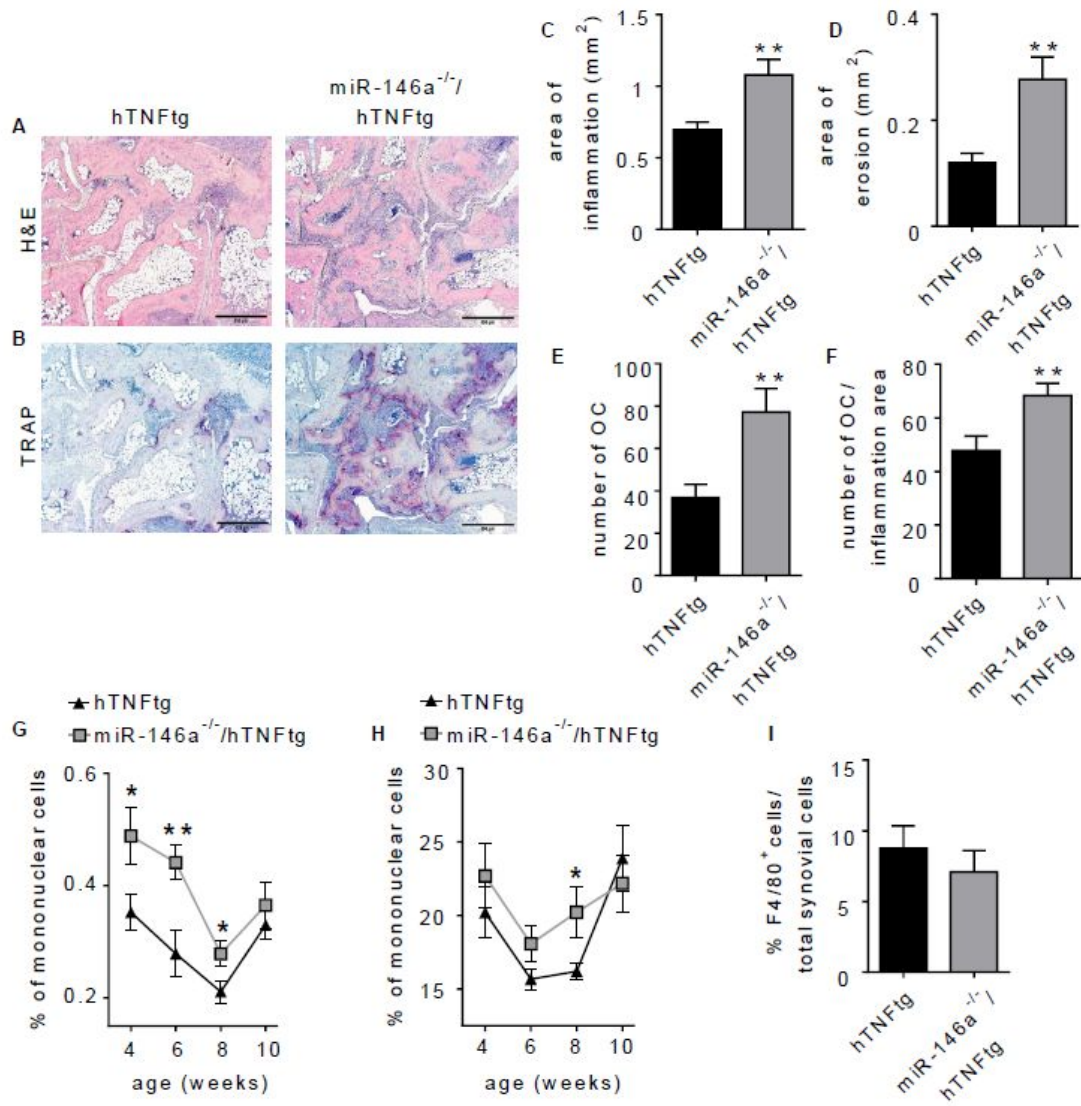 hTNFtg
miR-146a-/-/
hTNFtg
A
H&E
B
TRAP
C
area of
inflammation (mm2)
1.5
1
0.5
0
**
hTNFtg
miR-146a-/-/
hTNFtg
D
area of
erosion (mm2)
0.4
0.2
0
**
hTNFtg
miR-146a-/-/
hTNFtg
E
number of OC
100
80
60
40
20
0
**
hTNFtg
miR-146a-/-/
hTNFtg
F
number of OC/
inflammation area
80
60
40
20
0
**
hTNFtg
miR-146a-/-/
hTNFtg
G
hTNFtg
miR-146a-/-/hTNFtg
% of mononuclear cells
0.6
0.4
0.2
*
**
*
4 6 8 10
age (weeks)
H
hTNFtg
miR-146a-/-/hTNFtg
% of mononuclear cells
30
25
20
15
*
4 6 8 10
age (weeks)
I
% F4/80+ cells/
total synovial cells
15
10
5
0
hTNFtg
miR-146a-/-/
hTNFtg